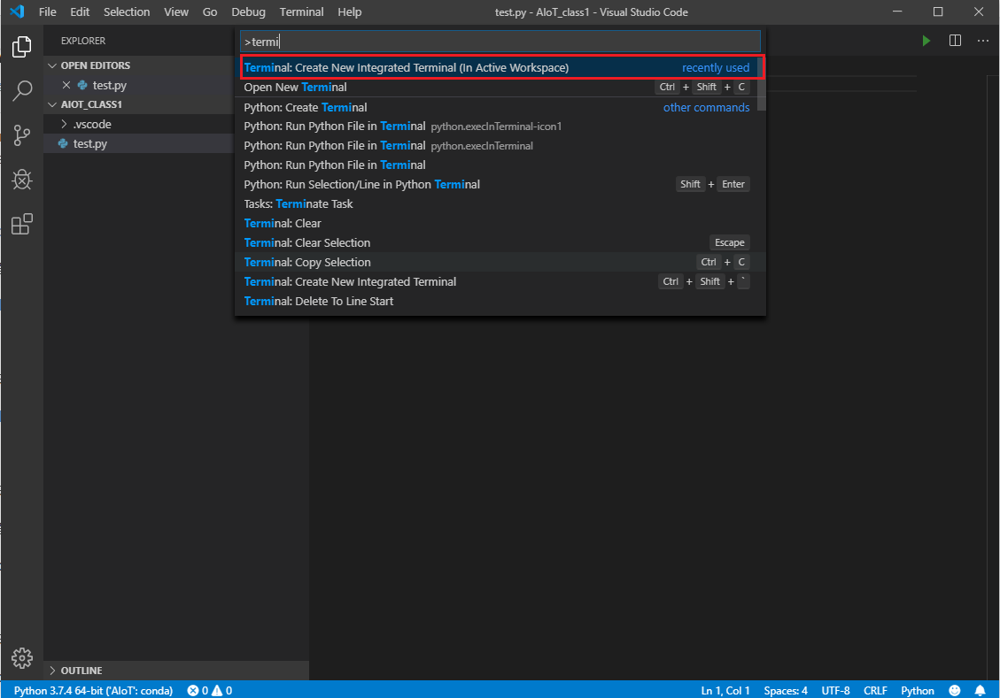 File Edit Selection View Go Debug Terminal Help test.py - AIoT_class1 - Visual Studio Code
EXPLORER
OPEN EDITORS
test.py
AIOT_CLASS1
.vscode
test.py
>termi
Terminal: Create New Integrated Terminal (In Active Workspace) recently used
Open New Terminal Ctrl + Shift + C
Python: Create Terminal other commands
Python: Run Python File in Terminal python.execInTerminal-icon1
Python: Run Python File in Terminal python.execInTerminal
Python: Run Python File in Terminal
Python: Run Selection/Line in Python Terminal Shift + Enter
Tasks: Terminate Task
Terminal: Clear
Terminal: Clear Selection Escape
Terminal: Copy Selection Ctrl + C
Terminal: Create New Integrated Terminal Ctrl + Shift + `
Terminal: Delete To Line Start
OUTLINE
Python 3.7.4 64-bit ('AIoT': conda) 0 0 Ln 1, Col 1 Spaces: 4 UTF-8 CRLF Python